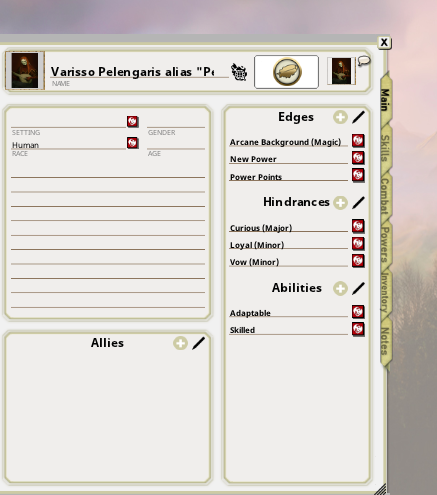 x
Varisso Pelengaris alias "Pe
NAME
SETTING
GENDER
Human
RACE
AGE
Allies
Edges
Arcane Background (Magic)
New Power
Power Points
Hindrances
Curious (Major)
Loyal (Minor)
Vow (Minor)
Abilities
Adaptable
Skilled
Main
Skills
Combat
Powers
Inventory
Notes